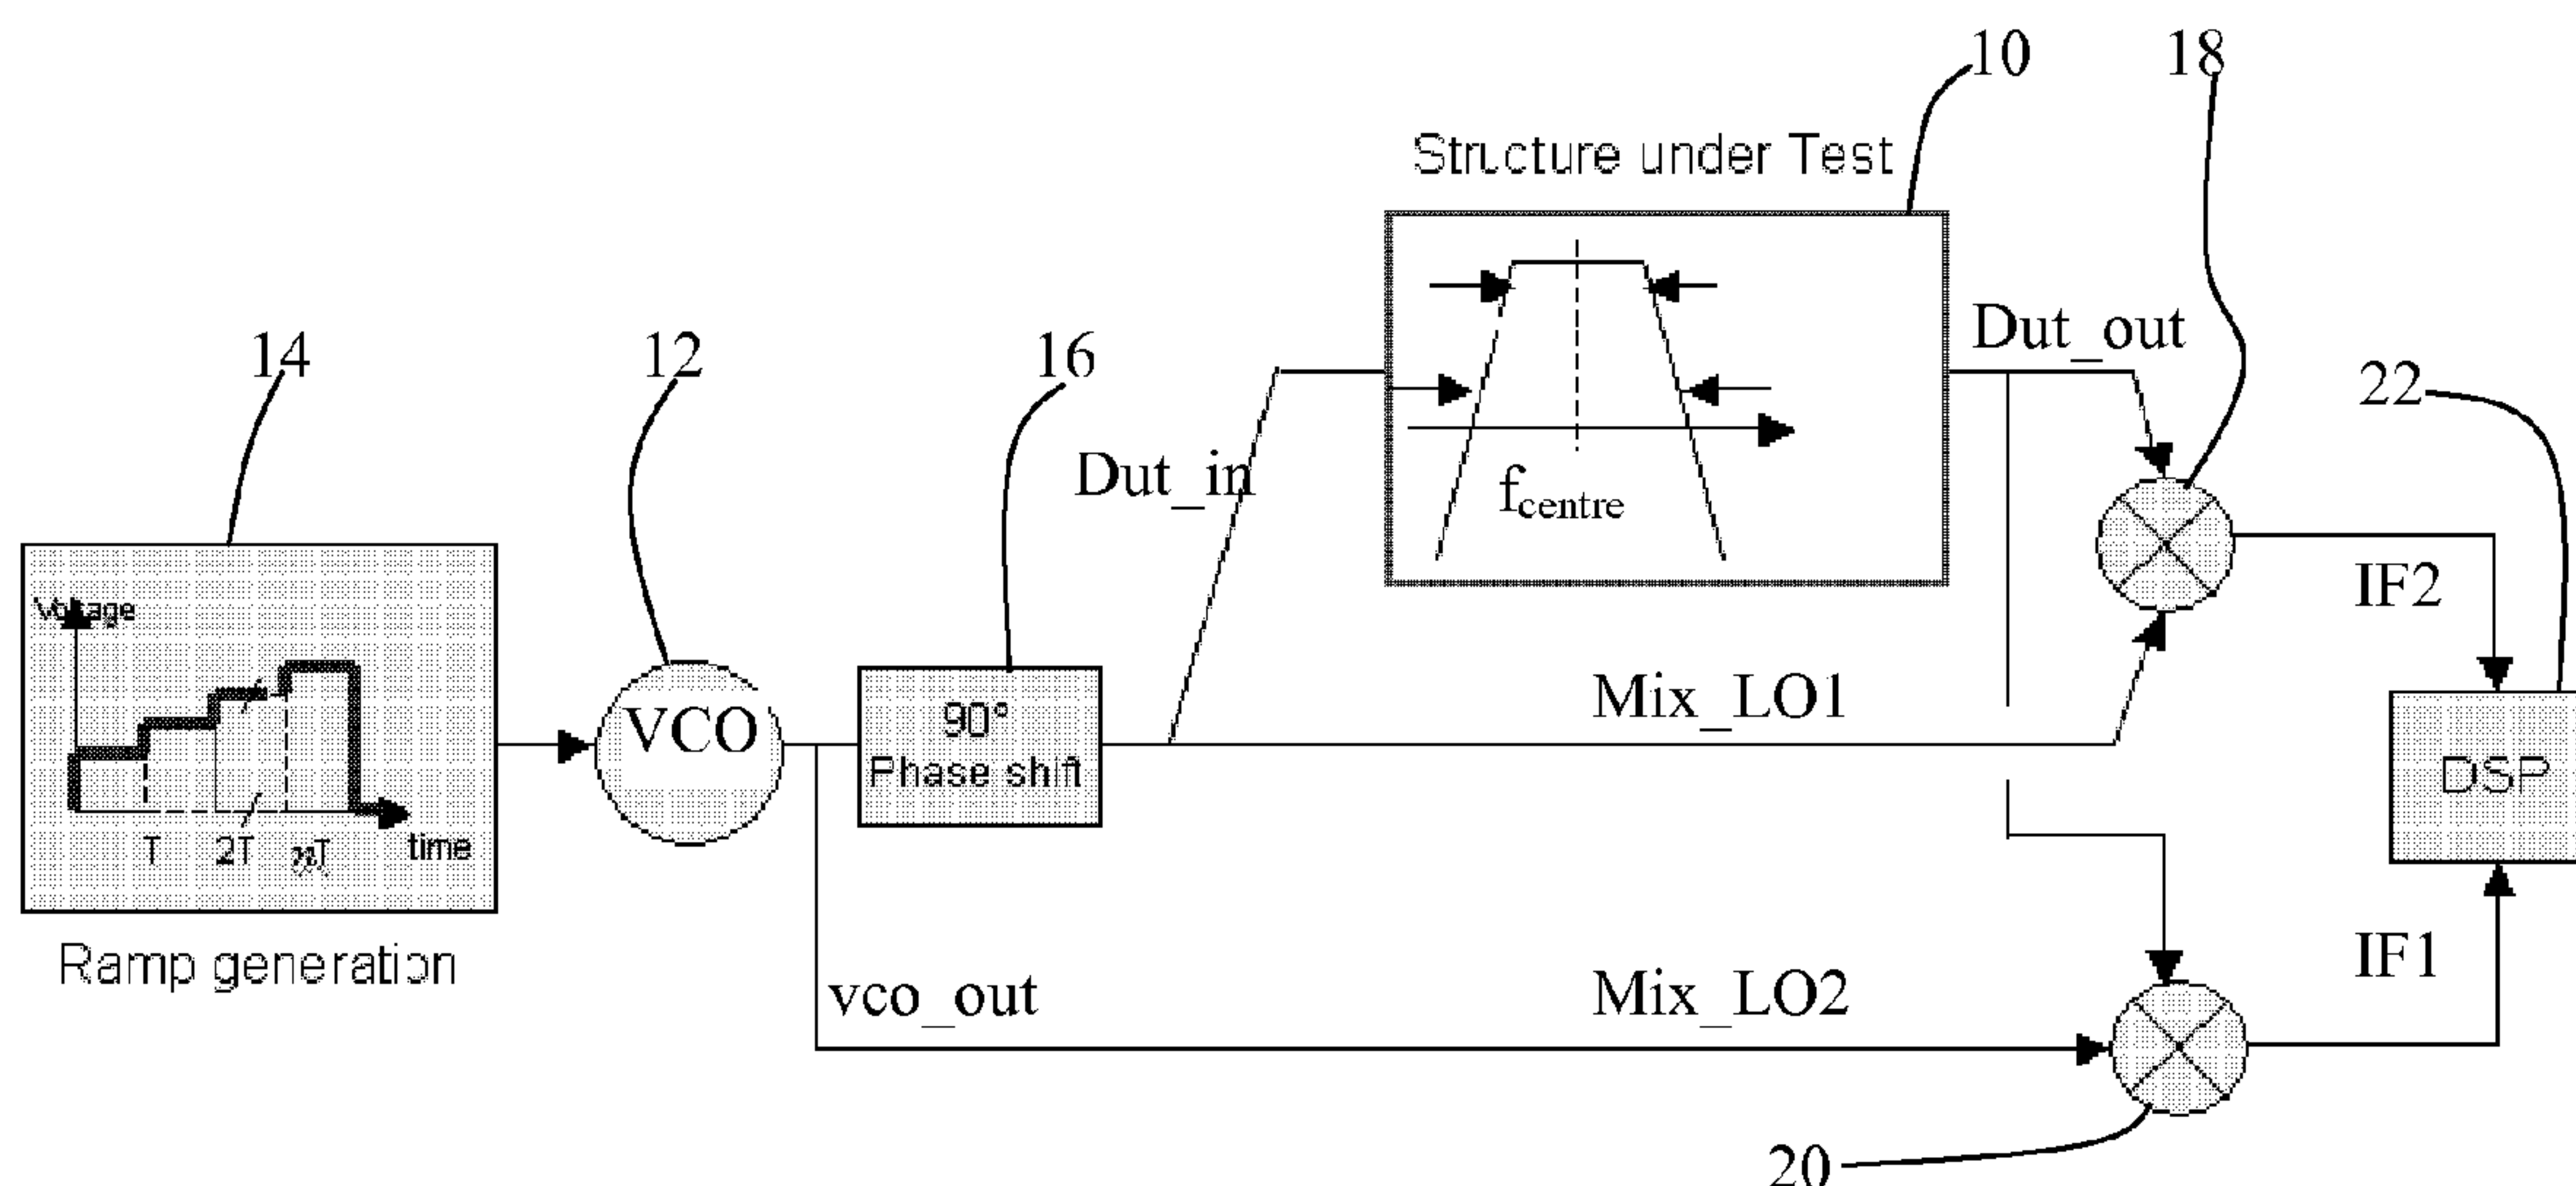 10
18
Structure under Test
Dut_out
14
12
16
22
Dut_in
fcentre
IF2
Voltage
Mix_LO1
90°
VCO
Phase shift
DSP
T
2T
time
Ramp generation
vco_out
Mix_LO2
IF1
20